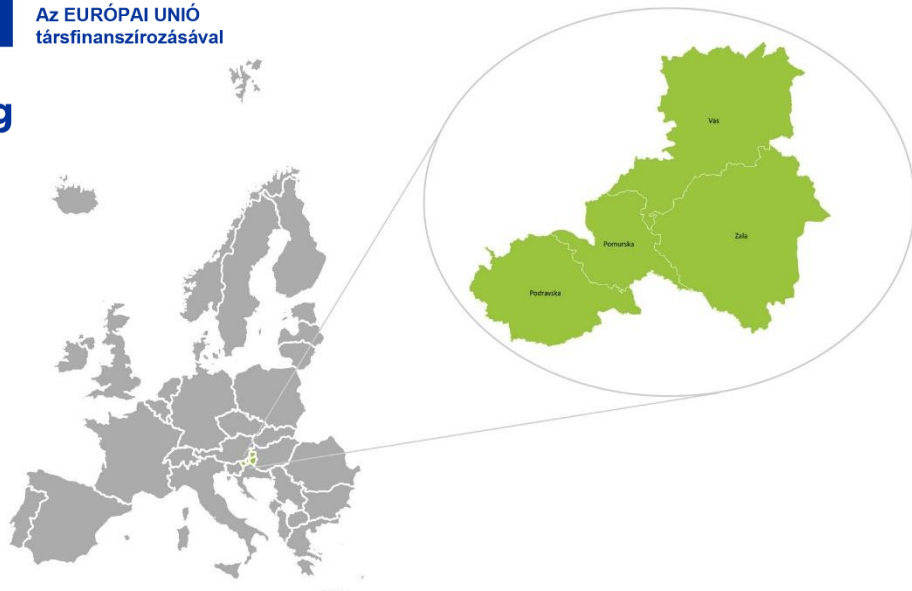 Az EURÓPAI UNIÓ
társfinanszírozásával
g
Vas
Zala
Pomurska
Podravska